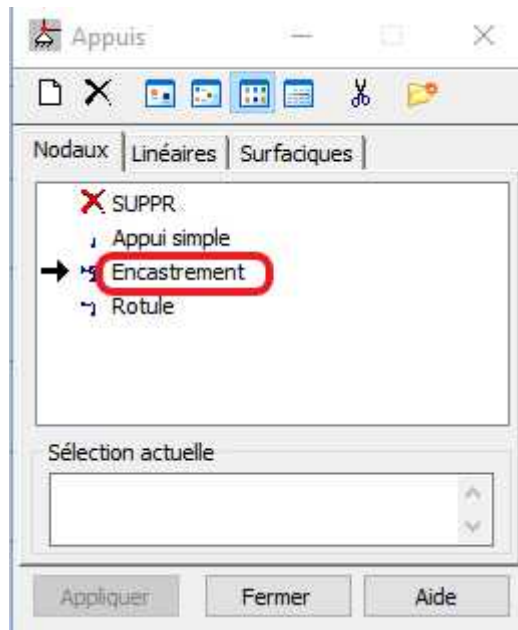 Appuis
Nodaux Linéaires Surfaciques
SUPPR
Appui simple
Encastrement
Rotule
Sélection actuelle
Appliquer Fermer Aide